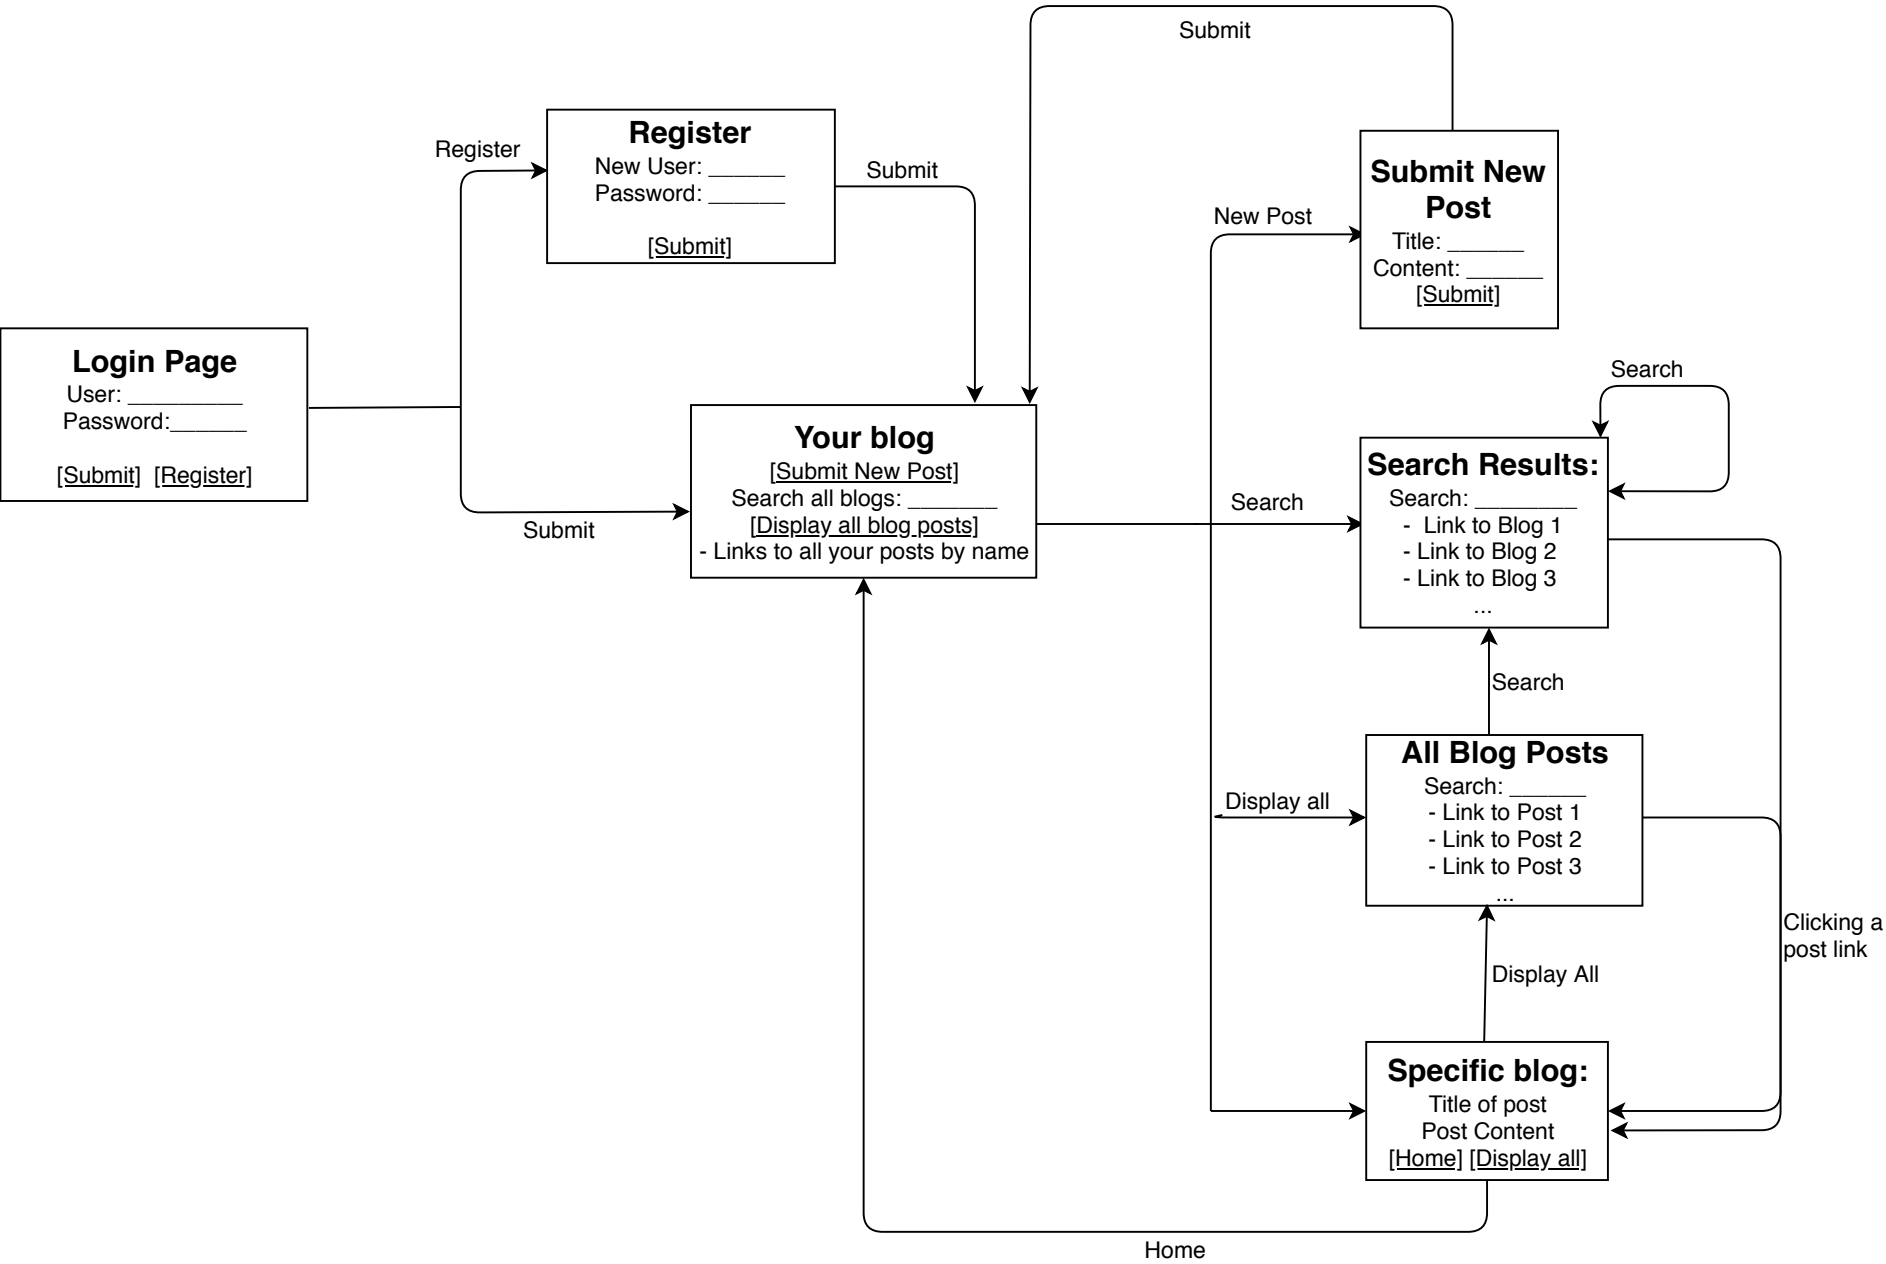 Submit
Register
Register
New User: ______
Password: ______
[Submit]
Submit
Submit New
Post
Title: ______
Content: ______
[Submit]
New Post
Login Page
User: _________
Password:______
[Submit]  [Register]
Submit
Your blog
[Submit New Post]
Search all blogs: _______
[Display all blog posts]
- Links to all your posts by name
Search
Search
Search Results:
Search: ________
-  Link to Blog 1
- Link to Blog 2
- Link to Blog 3
...
Search
Display all
All Blog Posts
Search: ______
- Link to Post 1
- Link to Post 2
- Link to Post 3
...
Clicking a
post link
Display All
Specific blog:
Title of post
Post Content
[Home] [Display all]
Home